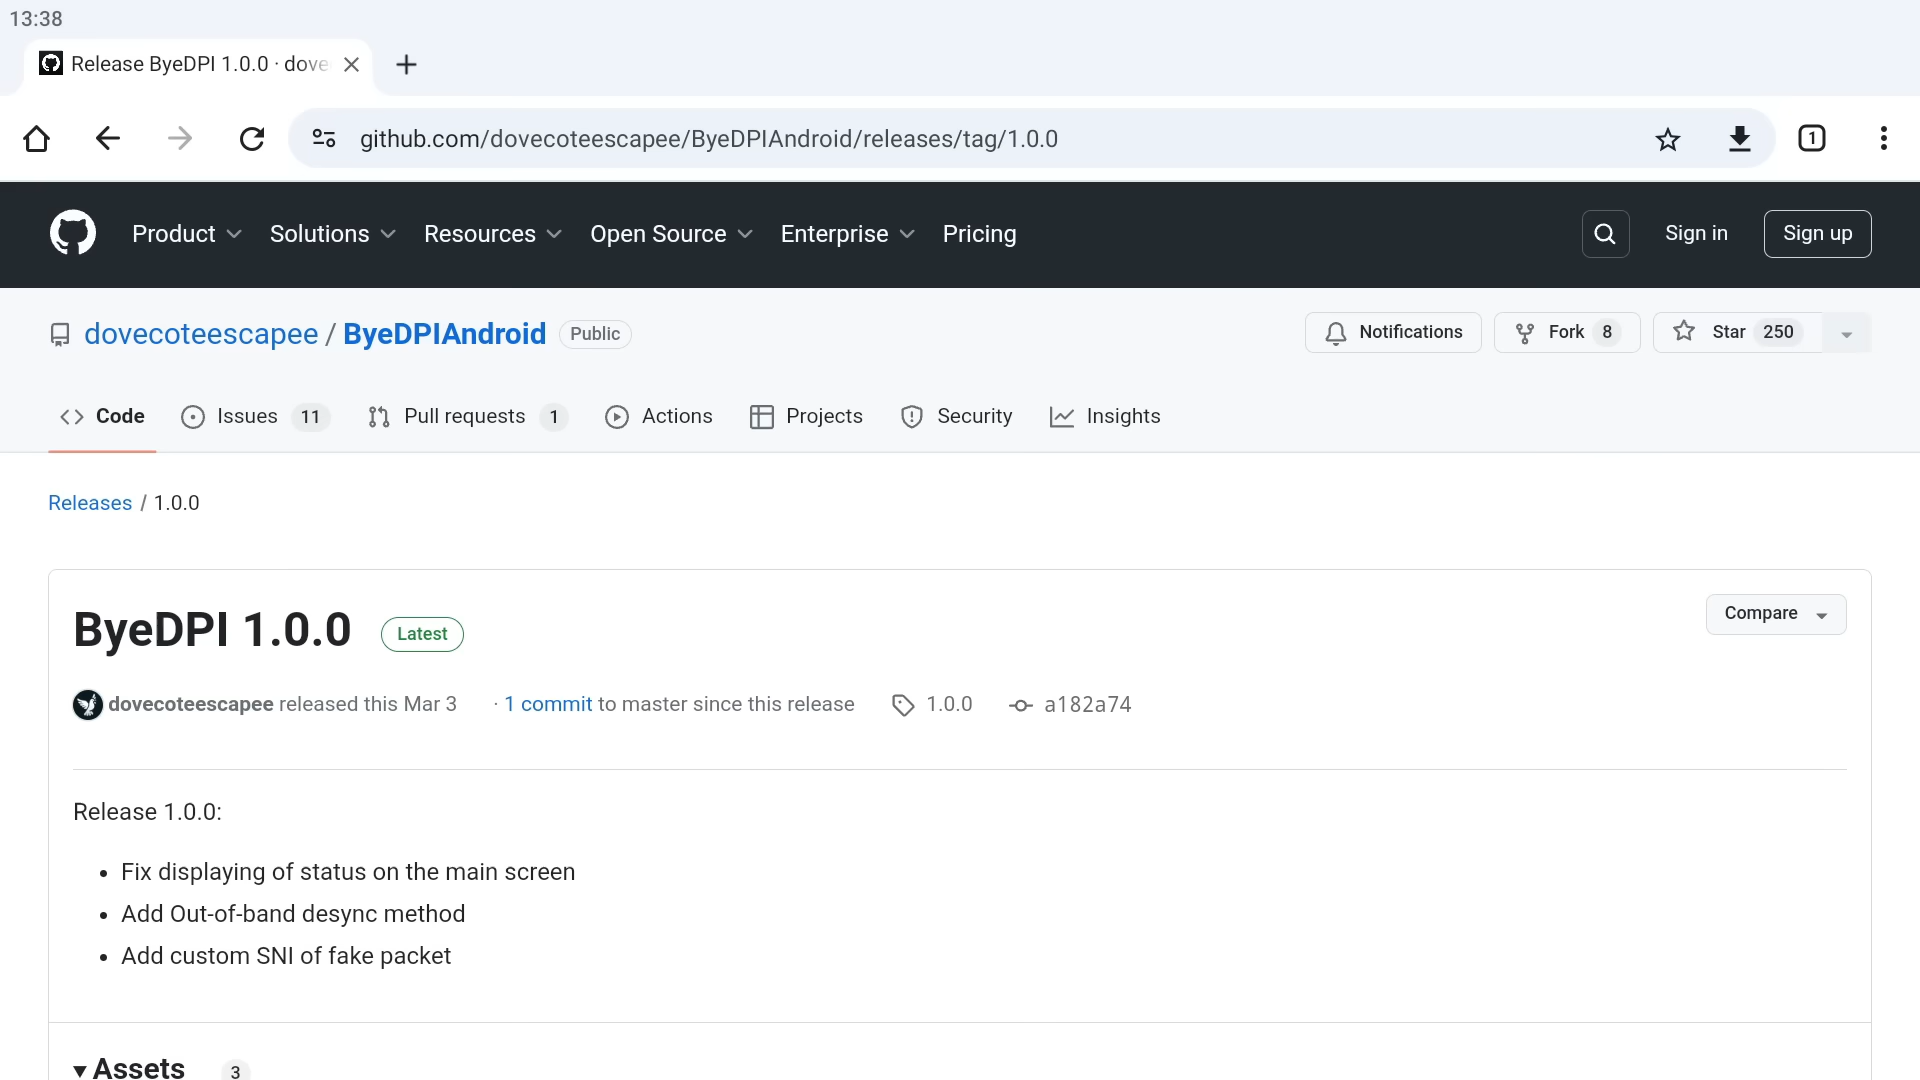 13:38
Release ByeDPI 1.0.0 · dove
github.com/dovecoteescapee/ByeDPIAndroid/releases/tag/1.0.0
1
Product Solutions Resources Open Source Enterprise Pricing
Sign in Sign up
dovecoteescapee / ByeDPIAndroid Public
Notifications Fork 8 Star 250
Code Issues 11 Pull requests 1 Actions Projects Security Insights
Releases / 1.0.0
ByeDPI 1.0.0 Latest
Compare
dovecoteescapee released this Mar 3 · 1 commit to master since this release 1.0.0 a182a74
Release 1.0.0:
• Fix displaying of status on the main screen
• Add Out-of-band desync method
• Add custom SNI of fake packet
Assets 3